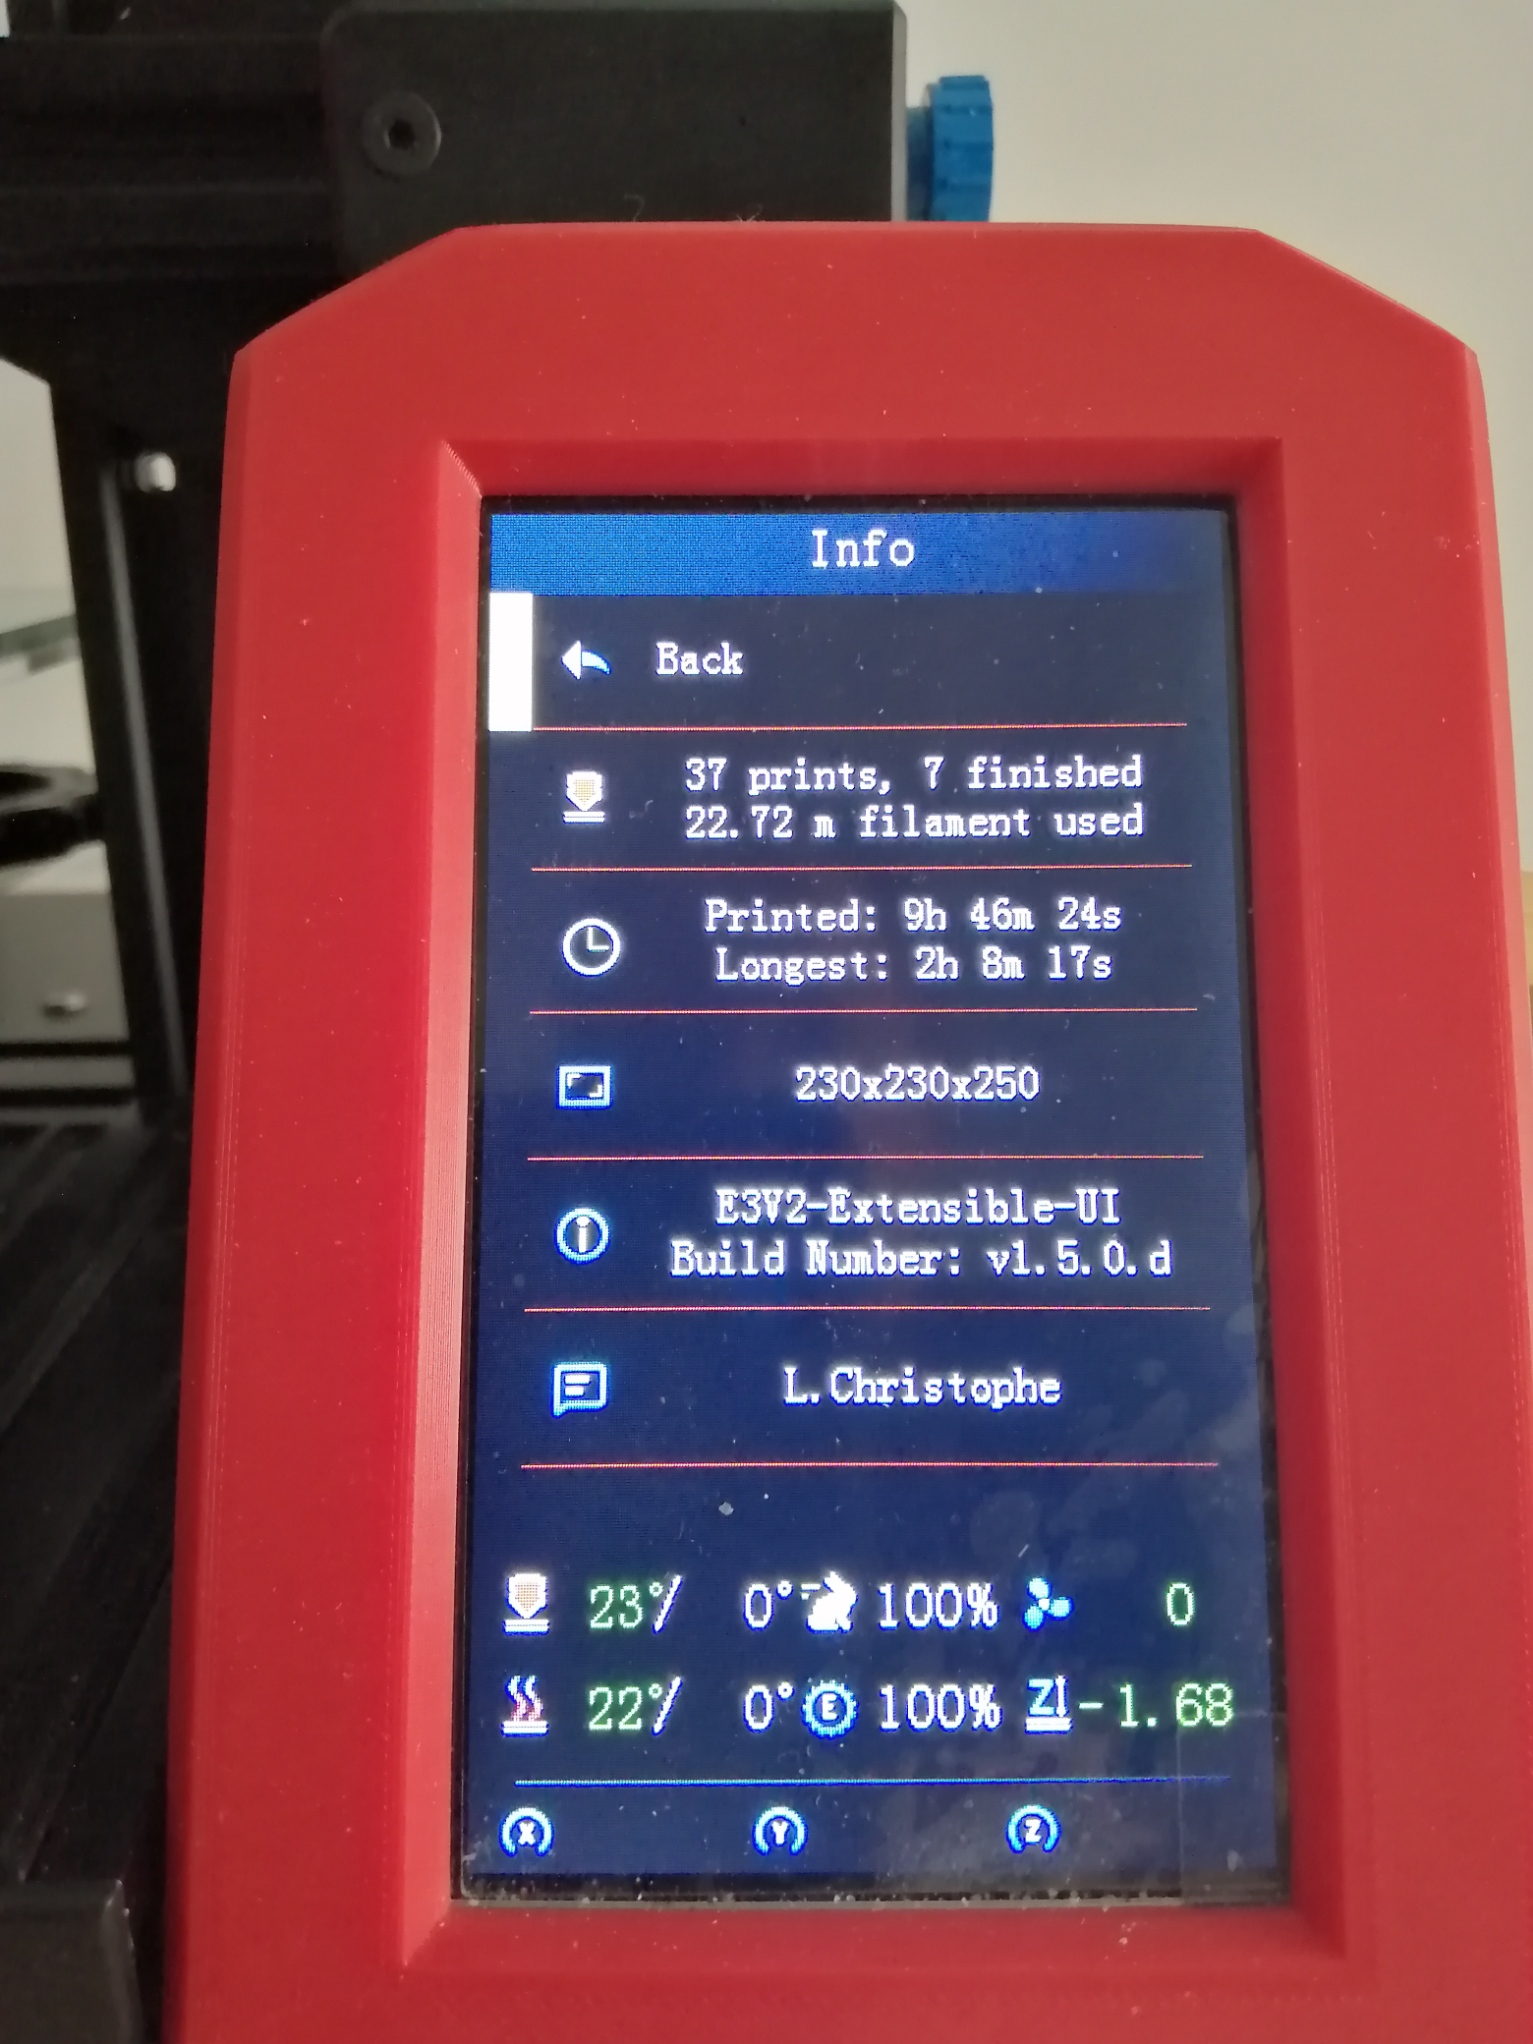 Info
Back
37 prints, 7 finished
22.72 m filament used
Printed: 9h 46m 24s
Longest: 2h 8m 17s
230x230x250
E3V2-Extensible-UI
Build Number: v1.5.0.d
L.Christophe
23°/ 0° 100% 0
22°/ 0° E 100% Z -1.68
X Y Z